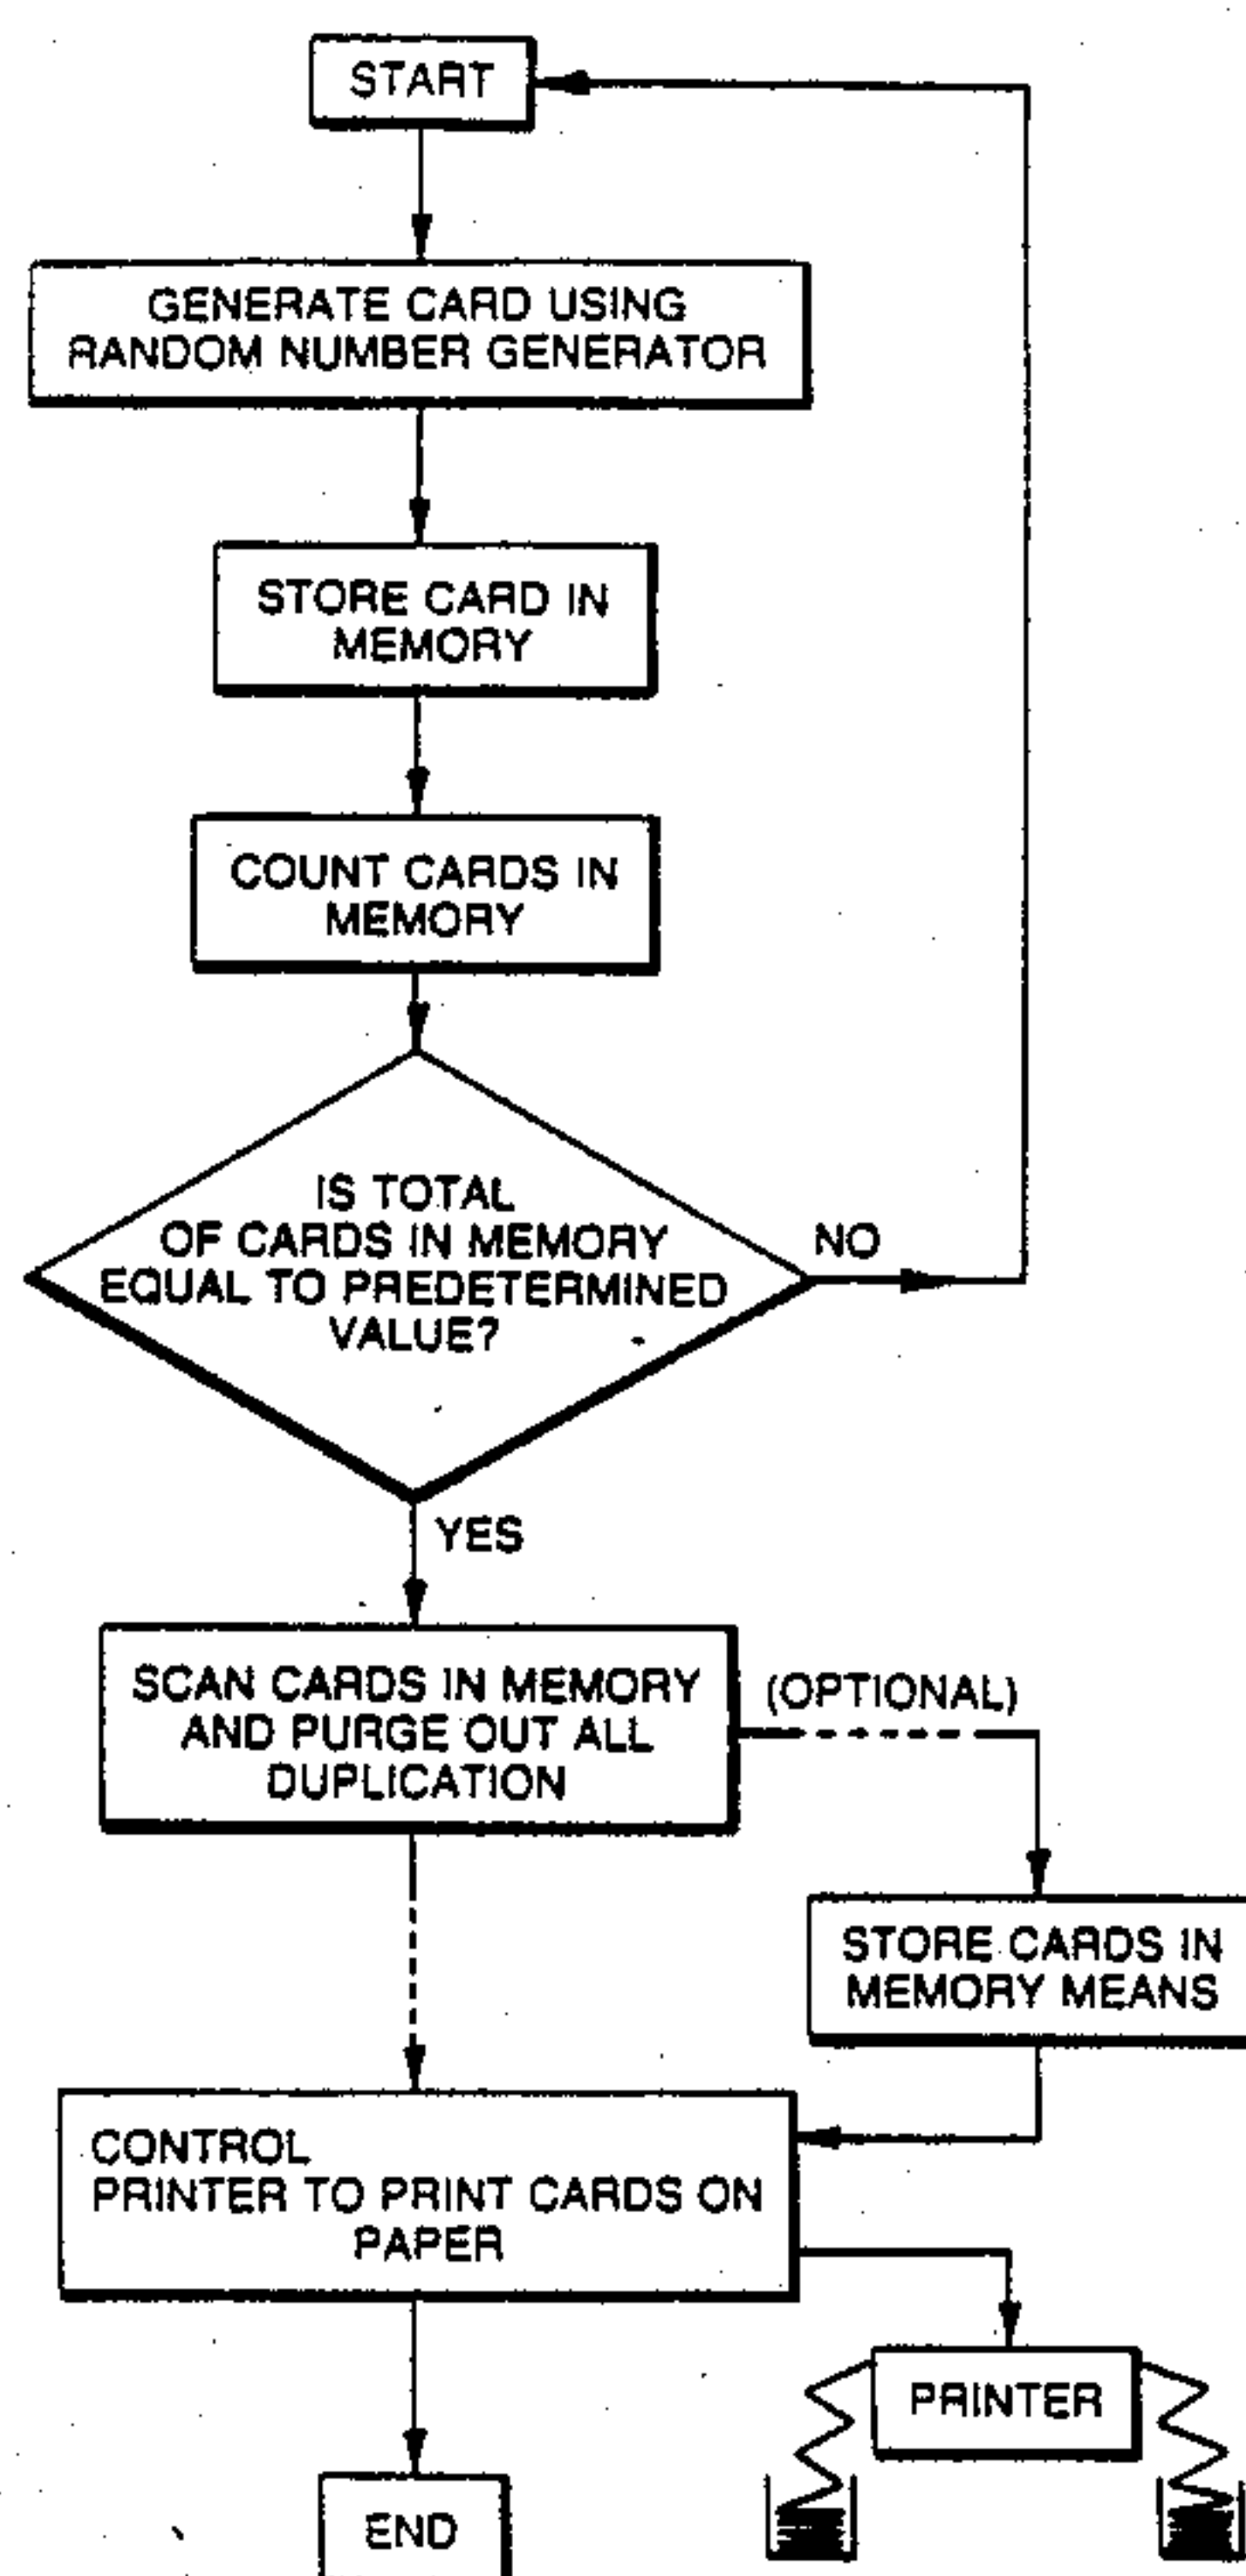 START
GENERATE CARD USING
RANDOM NUMBER GENERATOR
STORE CARD IN
MEMORY
COUNT CARDS IN
MEMORY
IS TOTAL
OF CARDS IN MEMORY
EQUAL TO PREDETERMINED
VALUE?
NO
YES
SCAN CARDS IN MEMORY
AND PURGE OUT ALL
DUPLICATION
(OPTIONAL)
STORE CARDS IN
MEMORY MEANS
CONTROL
PRINTER TO PRINT CARDS ON
PAPER
PRINTER
END